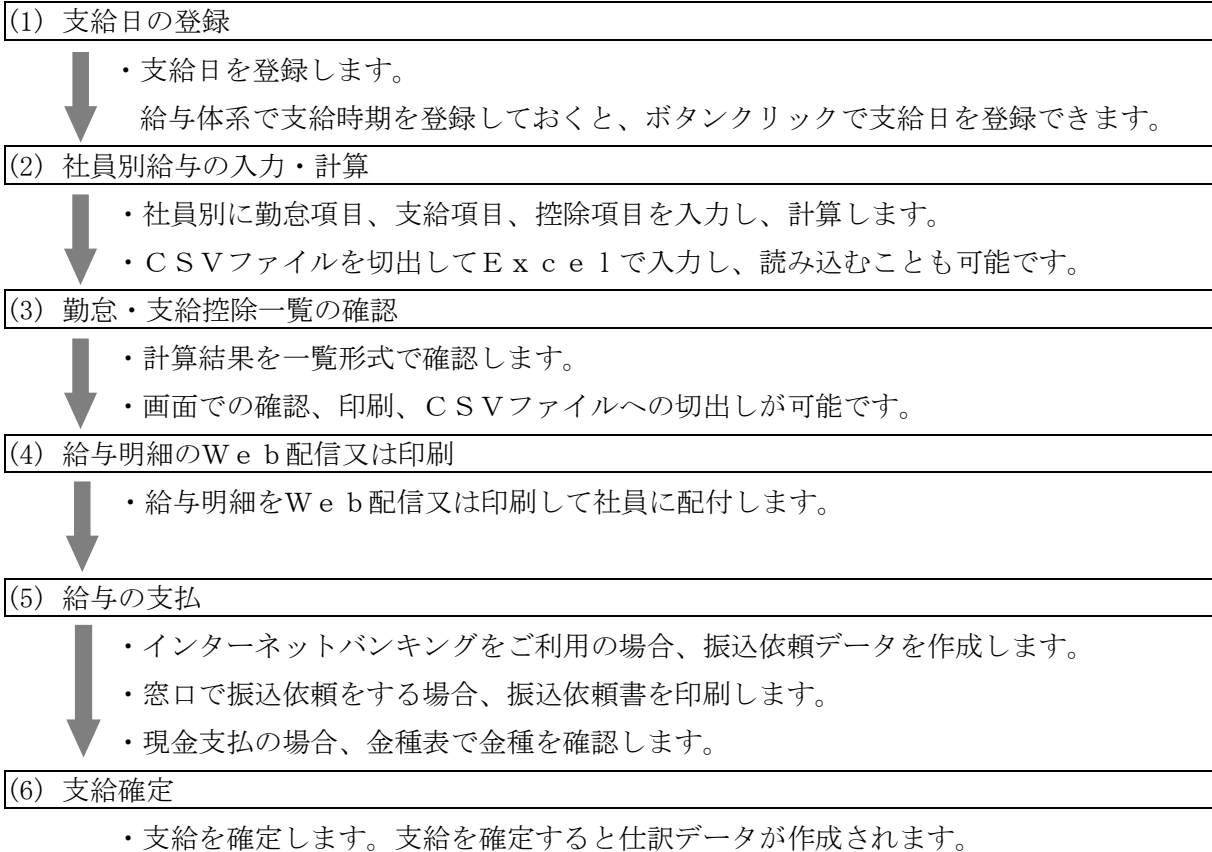 (1) 支給日の登録
・支給日を登録します。
給与体系で支給時期を登録しておくと、ボタンクリックで支給日を登録できます。
(2) 社員別給与の入力・計算
・社員別に勤怠項目、支給項目、控除項目を入力し、計算します。
・ＣＳＶファイルを切出してＥｘｃｅｌで入力し、読み込むことも可能です。
(3) 勤怠・支給控除一覧の確認
・計算結果を一覧形式で確認します。
・画面での確認、印刷、ＣＳＶファイルへの切出しが可能です。
(4) 給与明細のＷｅｂ配信又は印刷
・給与明細をＷｅｂ配信又は印刷して社員に配付します。
(5) 給与の支払
・インターネットバンキングをご利用の場合、振込依頼データを作成します。
・窓口で振込依頼をする場合、振込依頼書を印刷します。
・現金支払の場合、金種表で金種を確認します。
(6) 支給確定
・支給を確定します。支給を確定すると仕訳データが作成されます。